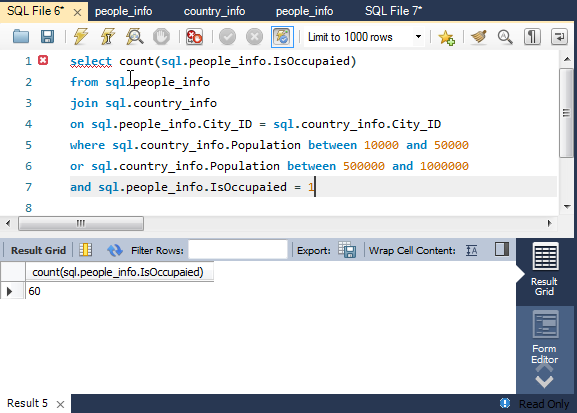 SQL File 6* people_info country_info people_info SQL File 7*
Limit to 1000 rows
1 select count(sql.people_info.IsOccupaied)
2 from sql.people_info
3 join sql.country_info
4 on sql.people_info.City_ID = sql.country_info.City_ID
5 where sql.country_info.Population between 10000 and 50000
6 or sql.country_info.Population between 500000 and 1000000
7 and sql.people_info.IsOccupaied = 1
8
Result Grid Filter Rows: Export: Wrap Cell Content: IA
count(sql.people_info.IsOccupaied)
60
Result
Grid
Form
Editor
Result 5 Read Only